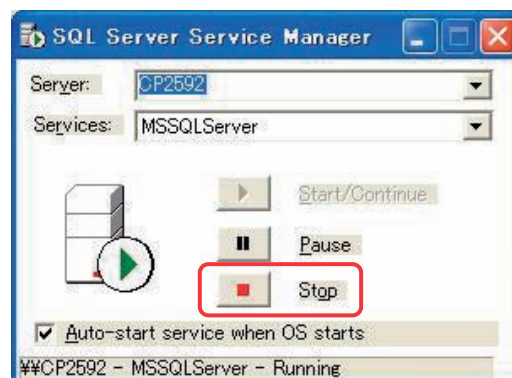 SQL Server Service Manager
Server: CP2592
Services: MSSQLServer
Start/Continue
Pause
Stop
Auto-start service when OS starts
¥¥CP2592 - MSSQLServer - Running